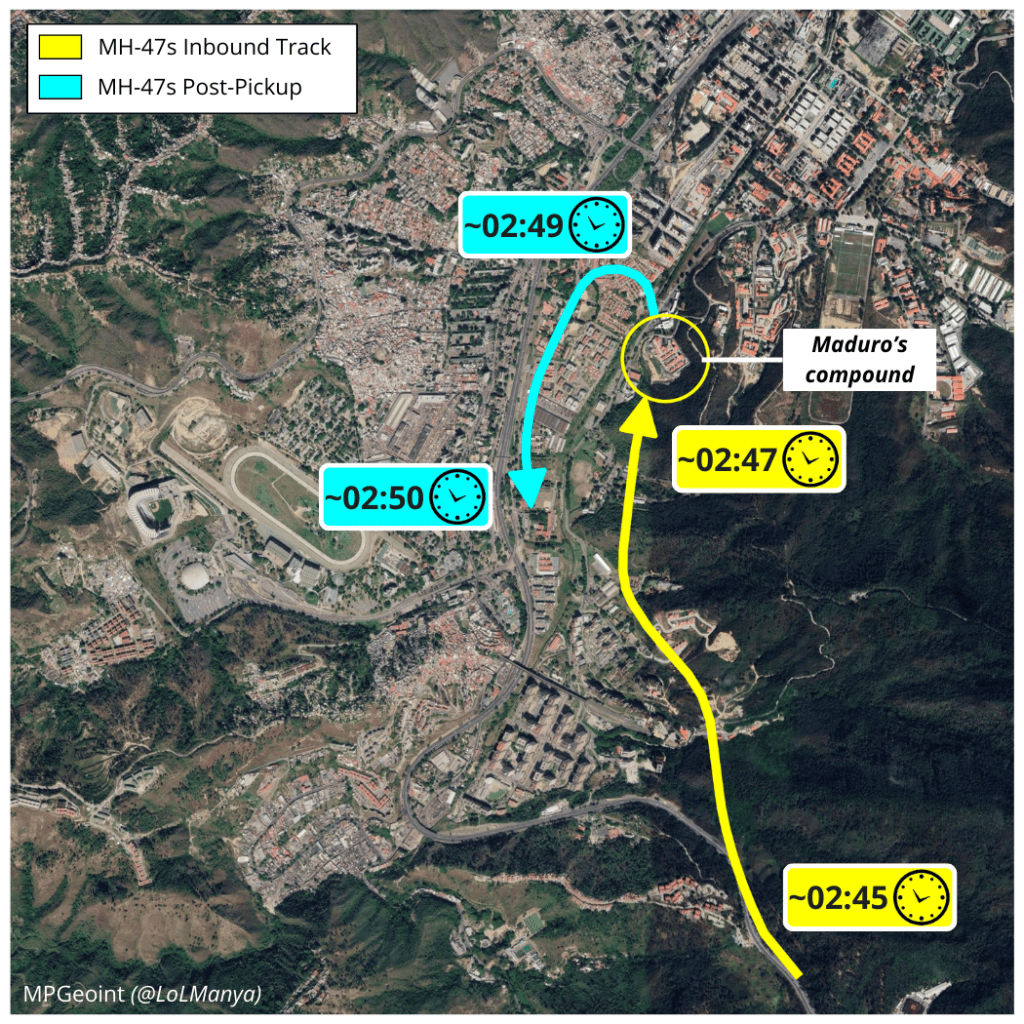 MH-47s Inbound Track
MH-47s Post-Pickup
~02:49
Maduro's
compound
~02:47
~02:50
~02:45
MPGeoint (@LoLManya)